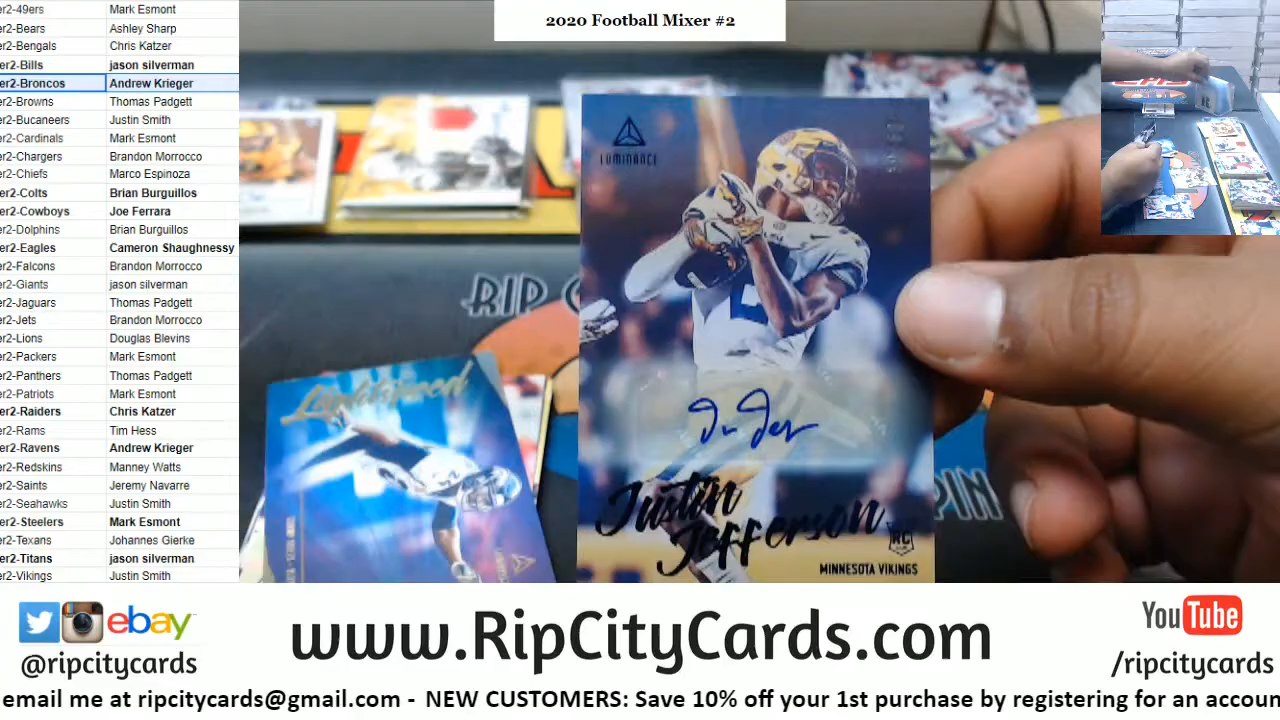 2020 Football Mixer #2
er2-49ers Mark Esmont
er2-Bears Ashley Sharp
er2-Bengals Chris Katzer
er2-Bills jason silverman
er2-Broncos Andrew Krieger
er2-Browns Thomas Padgett
er2-Bucaneers Justin Smith
er2-Cardinals Mark Esmont
er2-Chargers Brandon Morrocco
er2-Chiefs Marco Espinoza
er2-Colts Brian Burguillos
er2-Cowboys Joe Ferrara
er2-Dolphins Brian Burguillos
er2-Eagles Cameron Shaughnessy
er2-Falcons Brandon Morrocco
er2-Giants jason silverman
er2-Jaguars Thomas Padgett
er2-Jets Brandon Morrocco
er2-Lions Douglas Blevins
er2-Packers Mark Esmont
er2-Panthers Thomas Padgett
er2-Patriots Mark Esmont
er2-Raiders Chris Katzer
er2-Rams Tim Hess
er2-Ravens Andrew Krieger
er2-Redskins Manney Watts
er2-Saints Jeremy Navarre
er2-Seahawks Justin Smith
er2-Steelers Mark Esmont
er2-Texans Johannes Gierke
er2-Titans jason silverman
er2-Vikings Justin Smith
LUMINANCE
RIP C
PIN
Justin
Jefferson
RC
MINNESOTA VIKINGS
ebay
@ripcitycards
www.RipCityCards.com
YouTube
/ripcitycards
email me at ripcitycards@gmail.com - NEW CUSTOMERS: Save 10% off your 1st purchase by registering for an accoun